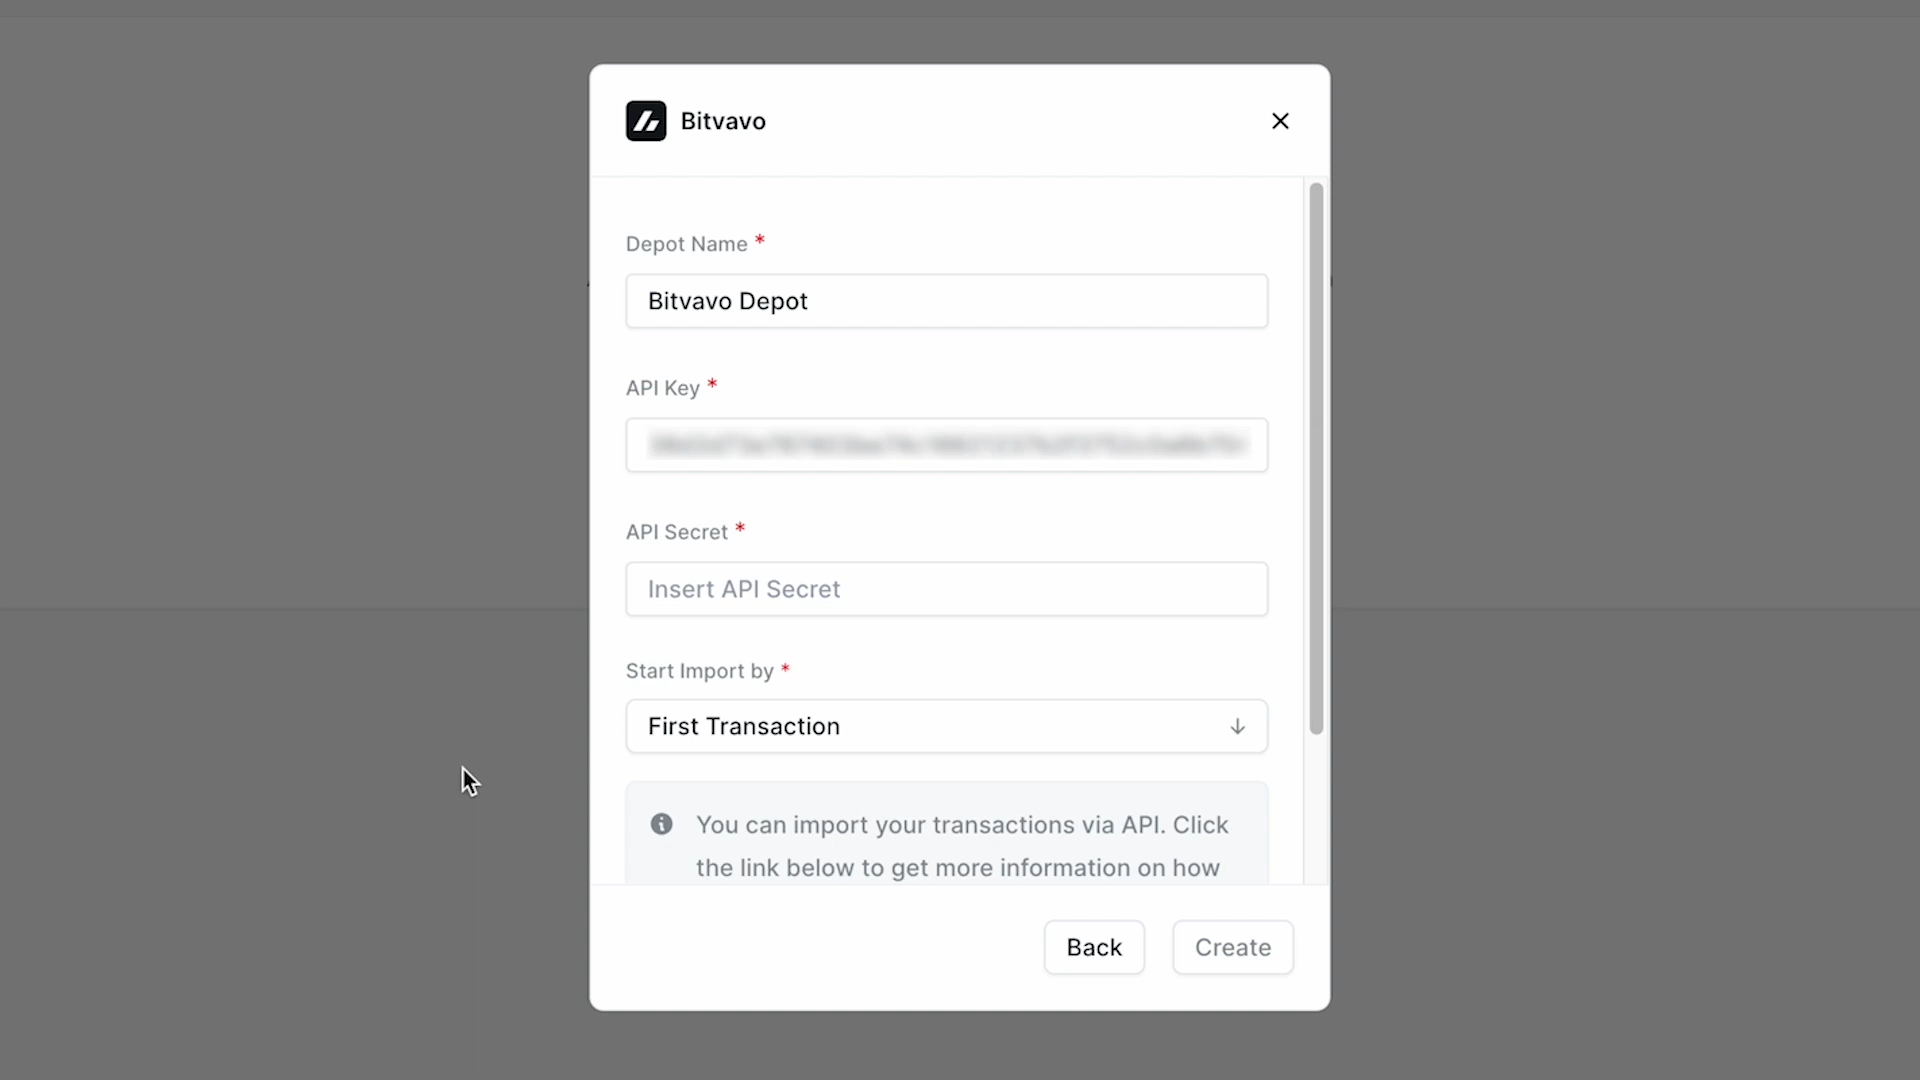 Bitvavo
Depot Name *
Bitvavo Depot
API Key *
API Secret *
Insert API Secret
Start Import by *
First Transaction
You can import your transactions via API. Click
the link below to get more information on how
Back
Create